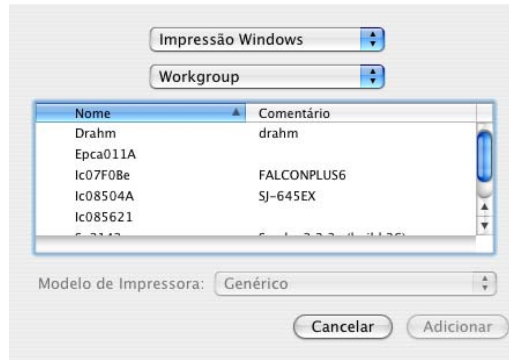 Impressão Windows
Workgroup
Nome Comentário
Drahm drahm
Epca011A
Ic07F0Be FALCONPLUS6
Ic08504A SJ-645EX
Ic085621
Modelo de Impressora: Genérico
Cancelar Adicionar